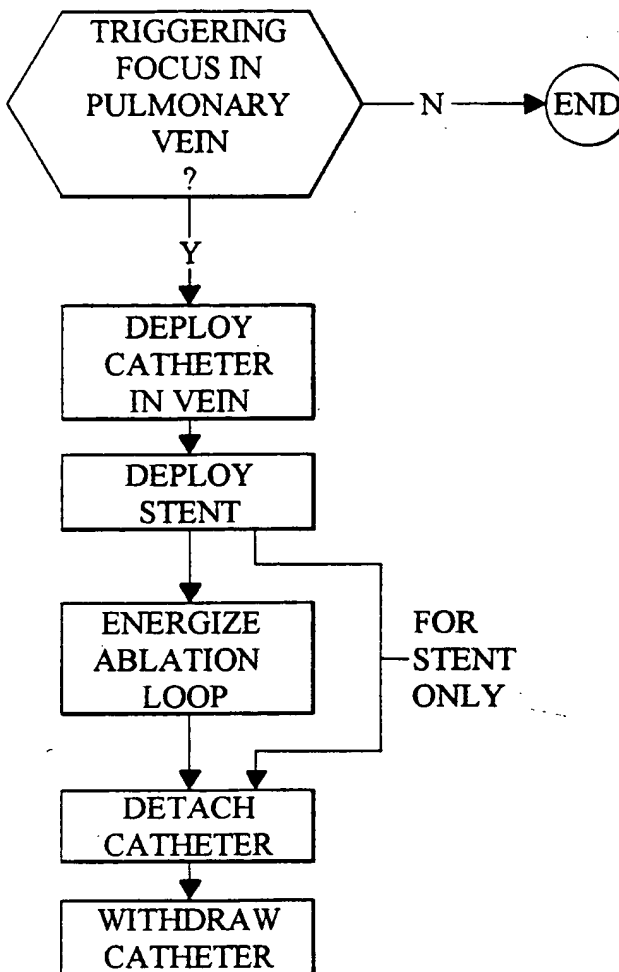 TRIGGERING
FOCUS IN
PULMONARY
VEIN
?
N
END
Y
DEPLOY
CATHETER
IN VEIN
DEPLOY
STENT
ENERGIZE
ABLATION
LOOP
FOR
STENT
ONLY
DETACH
CATHETER
WITHDRAW
CATHETER